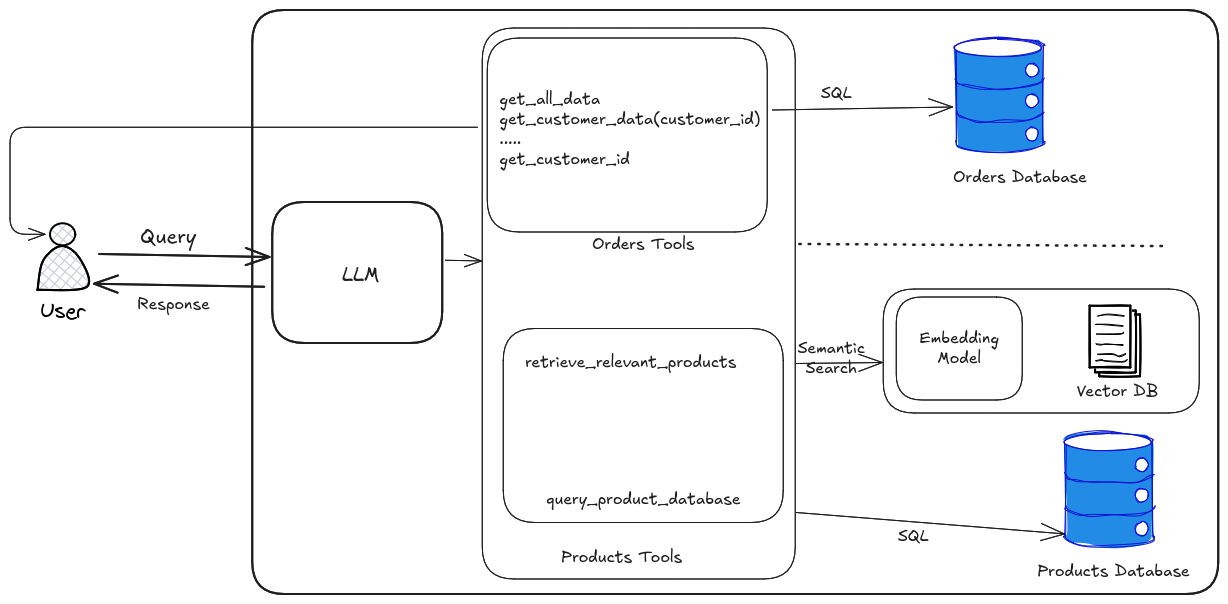 get_all_data
get_customer_data(customer_id)
.....
get_customer_id
Orders Tools
SQL
Orders Database
Query
Response
User
LLM
retrieve_relevant_products
query_product_database
Products Tools
Semantic
Search
Embedding
Model
Vector DB
SQL
Products Database